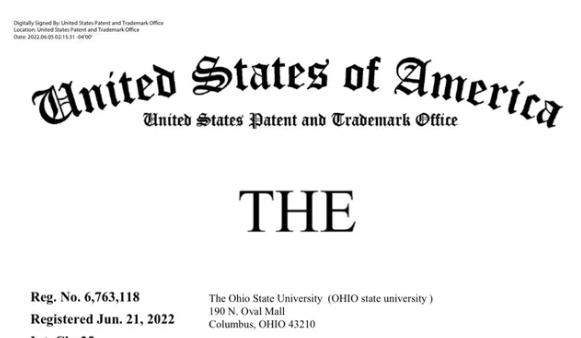 Digitally Signed By: United States Patent and Trademark Office
Location: United States Patent and Trademark Office
Date: 2022.06.05 02:15:31 -04'00'
United States of America
United States Patent and Trademark Office
THE
Reg. No. 6,763,118
Registered Jun. 21, 2022
The Ohio State University (OHIO state university )
190 N. Oval Mall
Columbus, OHIO 43210